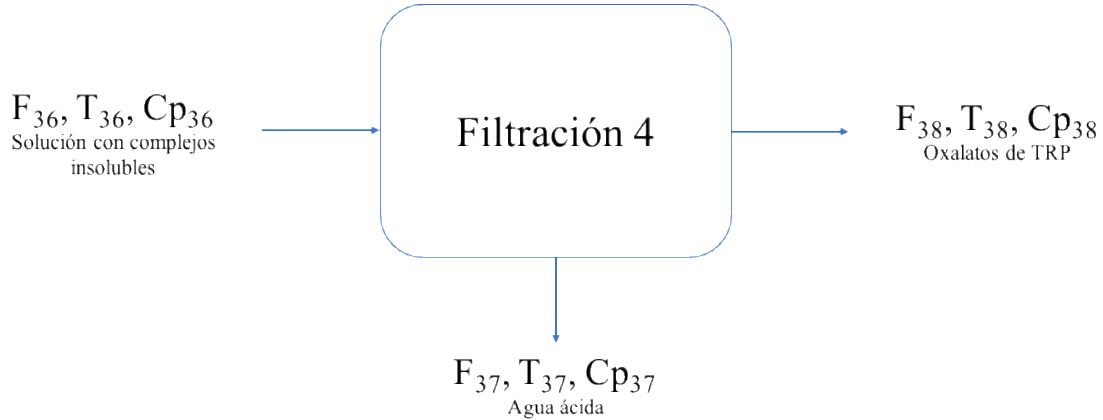 F₃₆, T₃₆, Cp₃₆
Solución con complejos
insolubles
Filtración 4
F₃₈, T₃₈, Cp₃₈
Oxalatos de TRP
F₃₇, T₃₇, Cp₃₇
Agua ácida